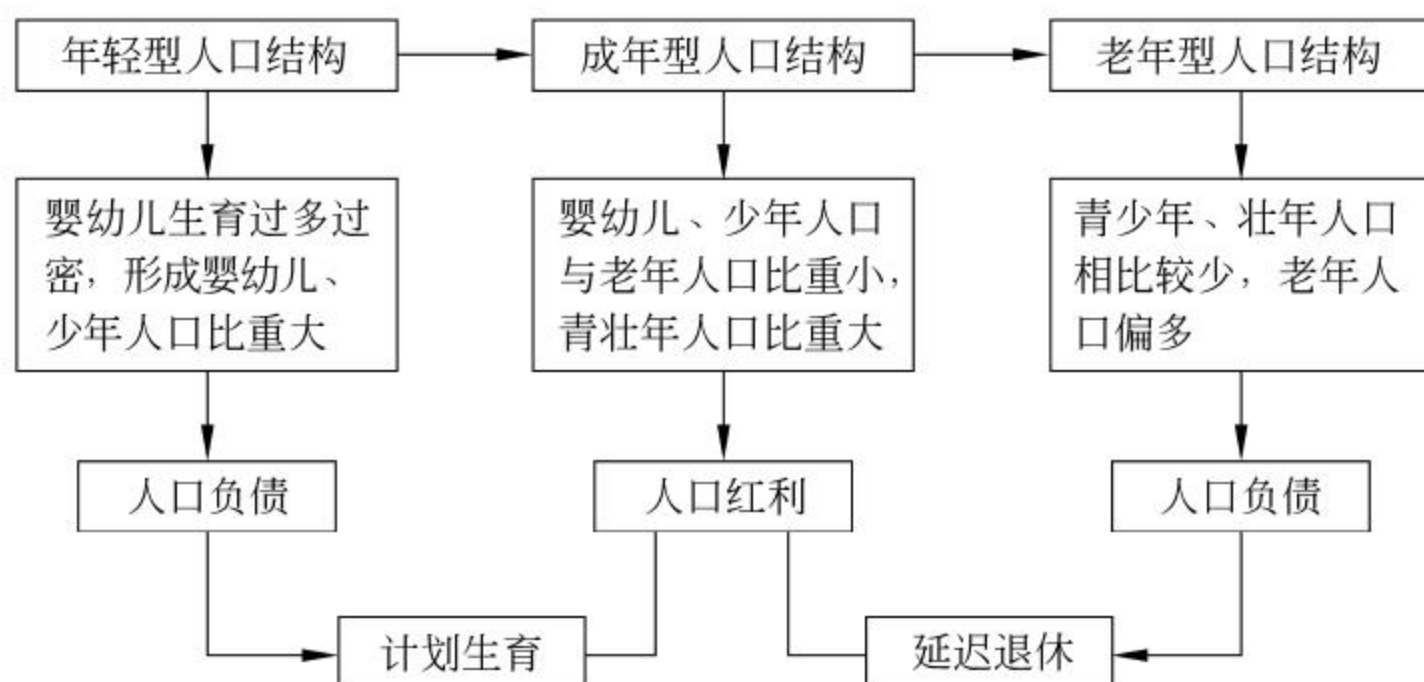 年轻型人口结构
成年型人口结构
老年型人口结构
婴幼儿生育过多过
密，形成婴幼儿、
少年人口比重大
婴幼儿、少年人口
与老年人口比重小，
青壮年人口比重大
青少年、壮年人口
相比较少，老年人
口偏多
人口负债
人口红利
人口负债
计划生育
延迟退休